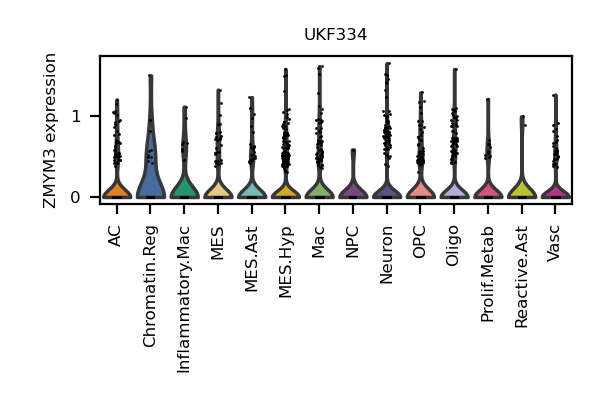 UKF334
ZMYM3 expression
1
0
AC
Chromatin.Reg
Inflammatory.Mac
MES
MES.Ast
MES.Hyp
Mac
NPC
Neuron
OPC
Oligo
Prolif.Metab
Reactive.Ast
Vasc